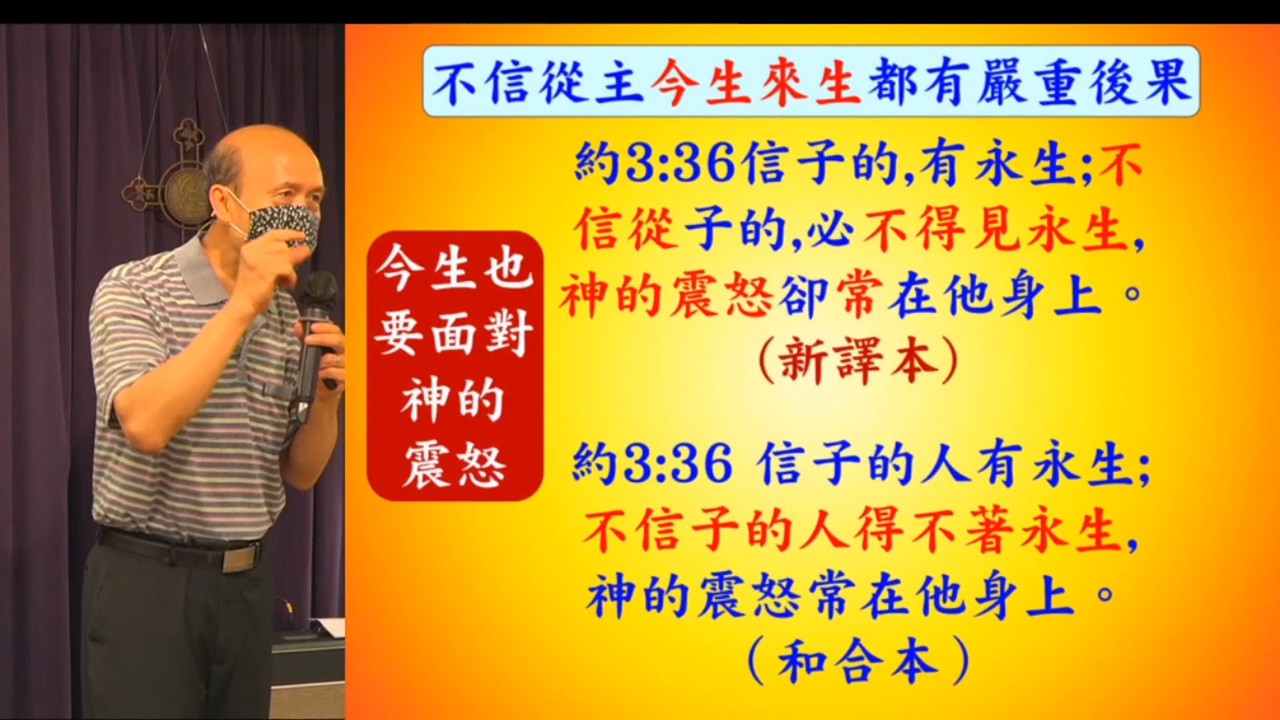 不信從主今生來生都有嚴重後果
約3:36信子的,有永生;不
信從子的,必不得見永生,
神的震怒卻常在他身上。
（新譯本）
今生也
要面對
神的
震怒
約3:36 信子的人有永生;
不信子的人得不著永生,
神的震怒常在他身上。
（和合本）